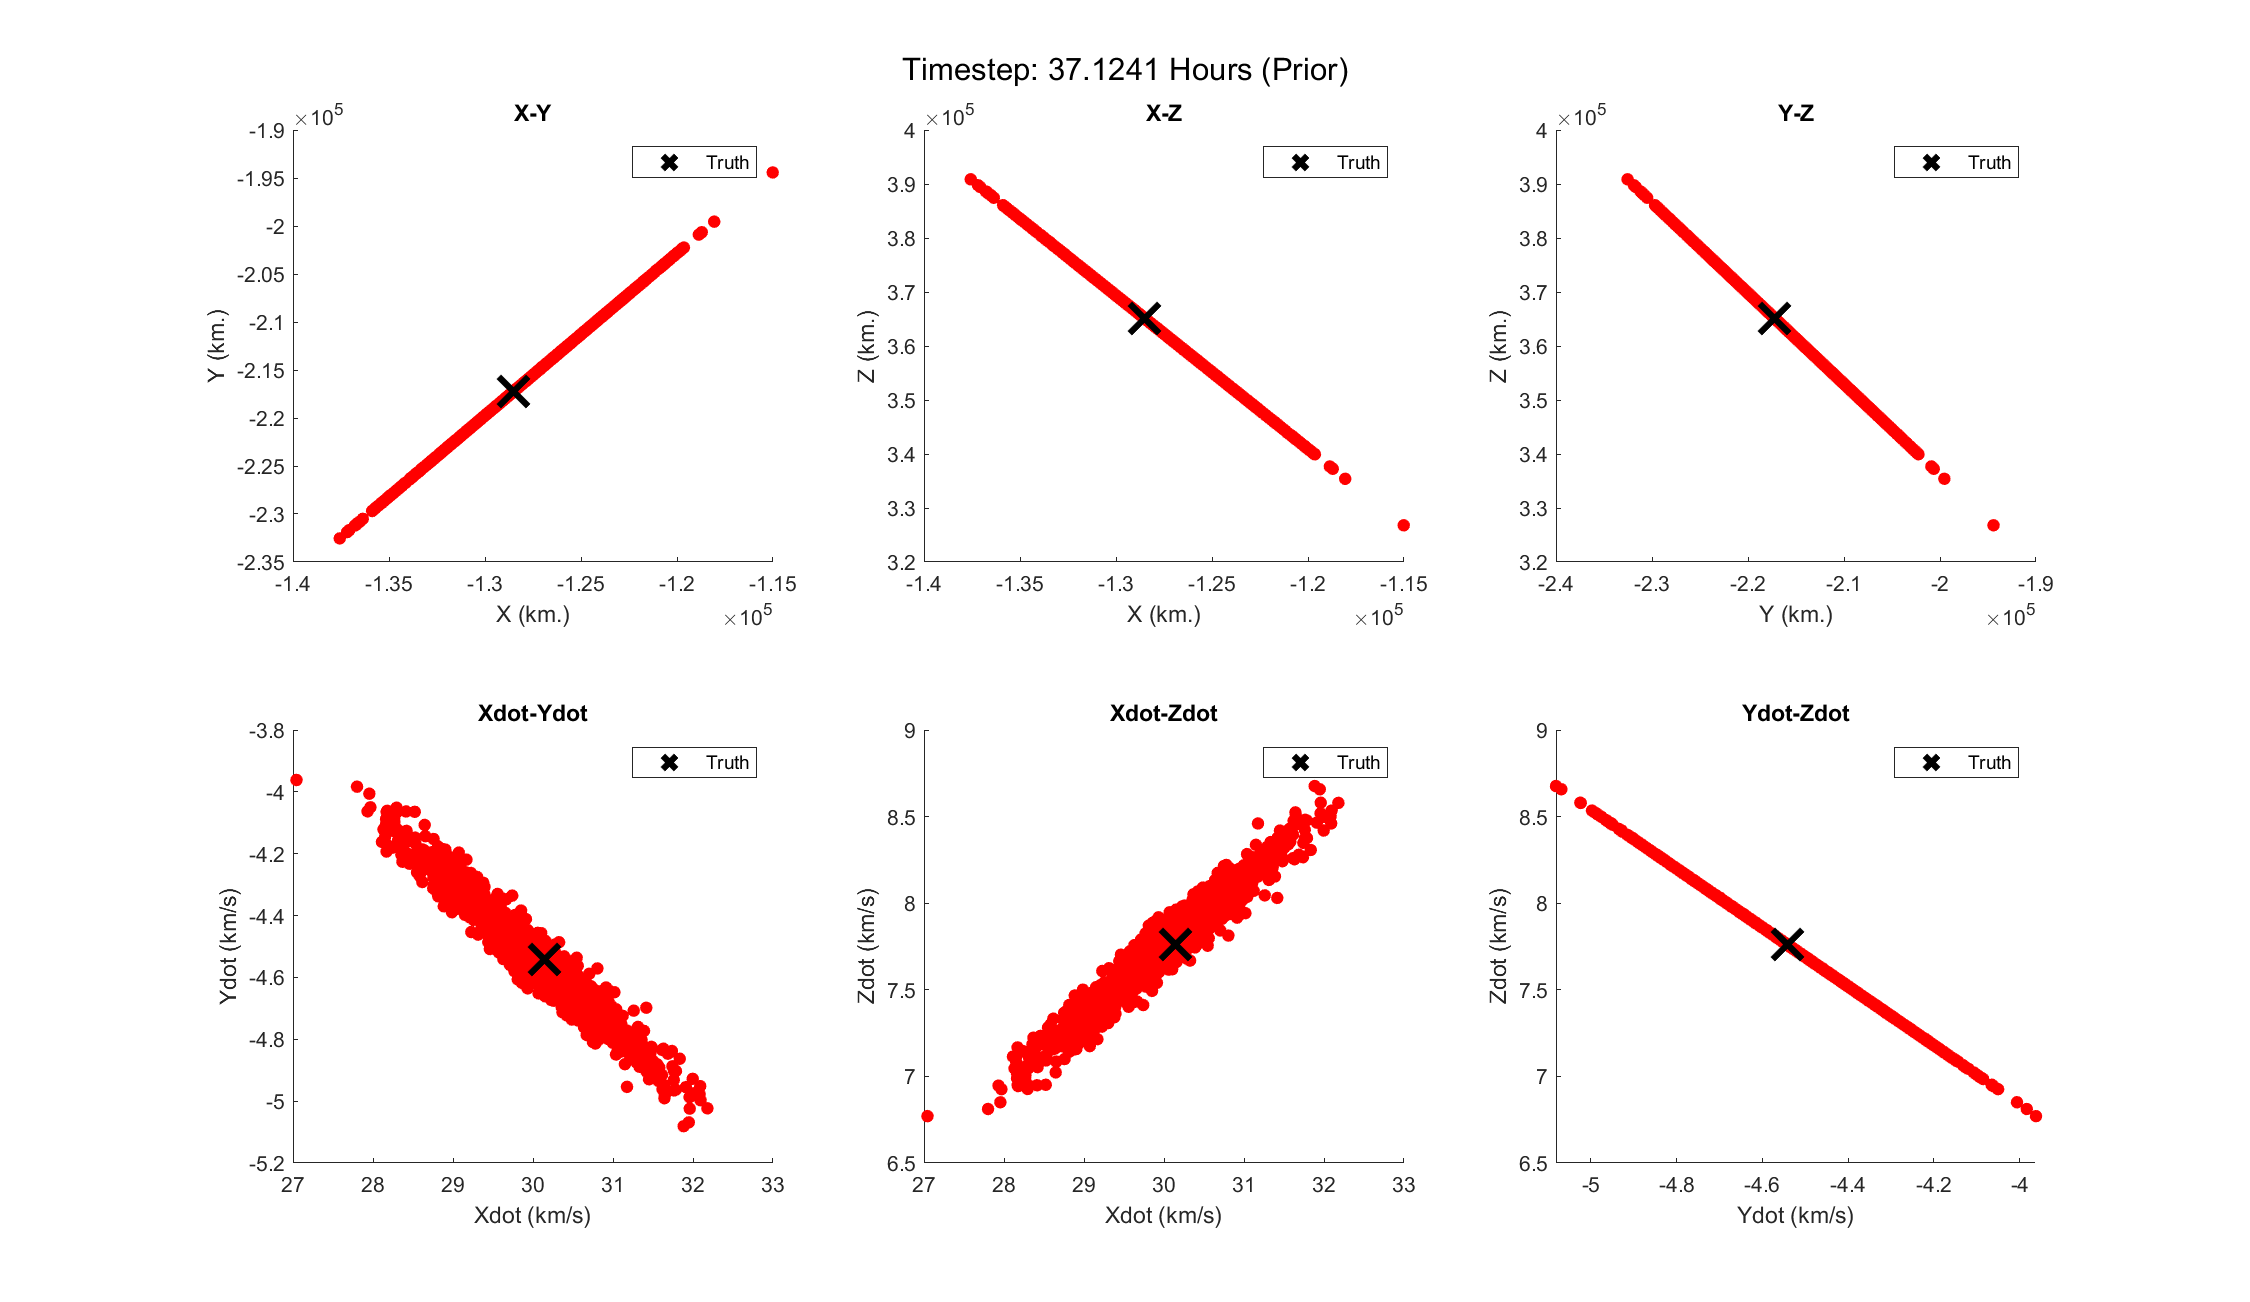 Timestep: 37.1241 Hours (Prior)
X-Y
×10^5
-1.9
-1.95
-2
-2.05
-2.1
-2.15
-2.2
-2.25
-2.3
-2.35
Y (km.)
Truth
-1.4 -1.35 -1.3 -1.25 -1.2 -1.15
X (km.)
×10^5
X-Z
×10^5
4
3.9
3.8
3.7
3.6
3.5
3.4
3.3
3.2
Z (km.)
Truth
-1.4 -1.35 -1.3 -1.25 -1.2 -1.15
X (km.)
×10^5
Y-Z
×10^5
4
3.9
3.8
3.7
3.6
3.5
3.4
3.3
3.2
Z (km.)
Truth
-2.4 -2.3 -2.2 -2.1 -2 -1.9
Y (km.)
×10^5
Xdot-Ydot
-3.8
-4
-4.2
-4.4
-4.6
-4.8
-5
-5.2
Ydot (km/s)
Truth
27 28 29 30 31 32 33
Xdot (km/s)
Xdot-Zdot
9
8.5
8
7.5
7
6.5
Zdot (km/s)
Truth
27 28 29 30 31 32 33
Xdot (km/s)
Ydot-Zdot
9
8.5
8
7.5
7
6.5
Zdot (km/s)
Truth
-5 -4.8 -4.6 -4.4 -4.2 -4
Ydot (km/s)